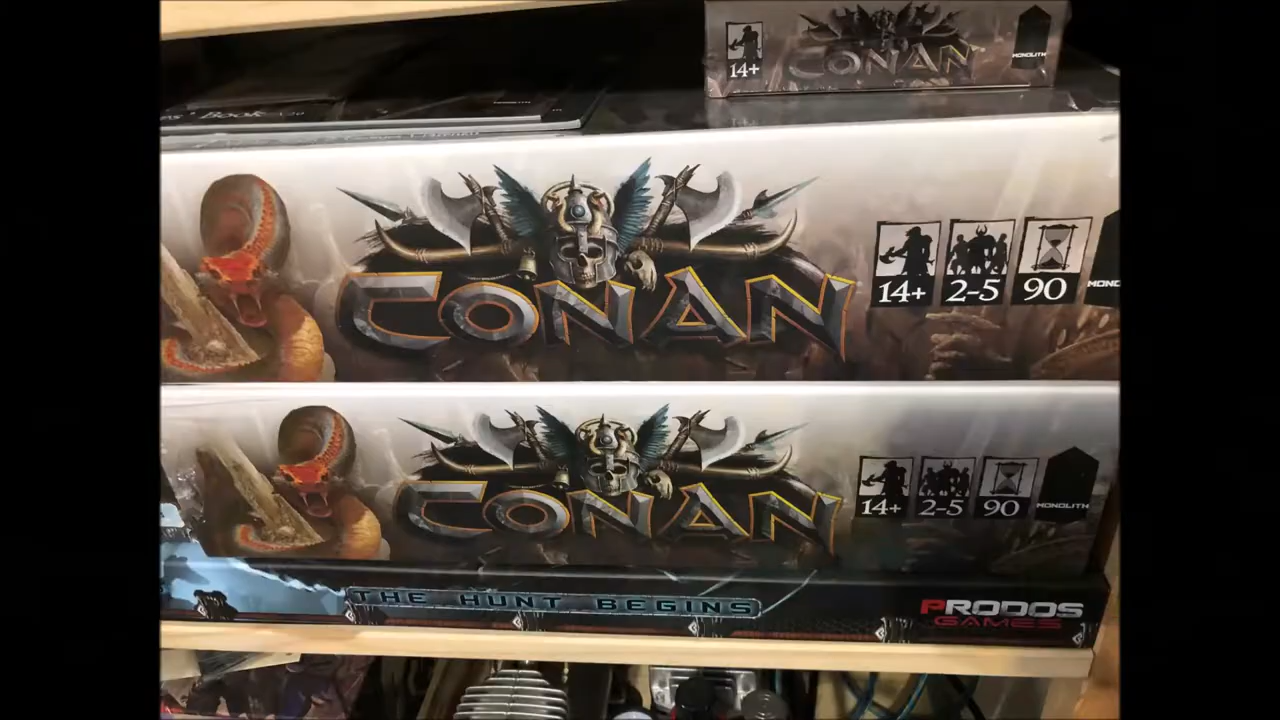 CONAN
14+
MONOLITH
Book
CONAN
14+ 2-5 90
MONO
CONAN
14+ 2-5 90
MONOLITH
THE HUNT BEGINS
PRODOS
GAMES